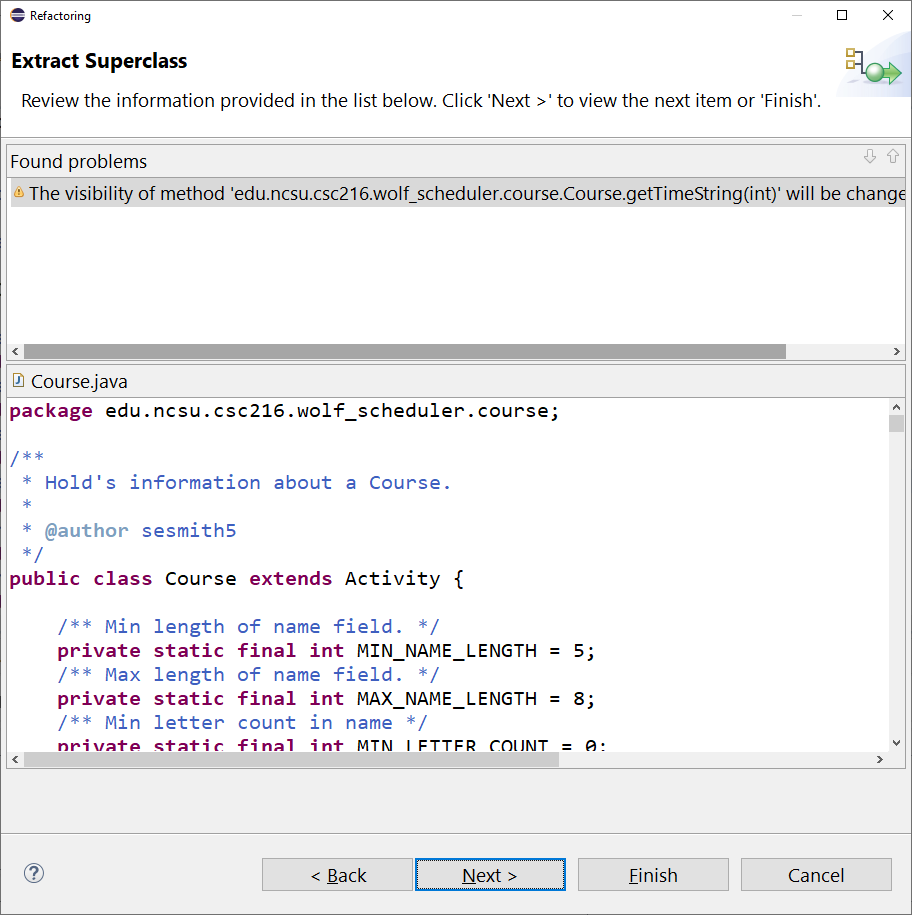 Refactoring
Extract Superclass
Review the information provided in the list below. Click 'Next >' to view the next item or 'Finish'.
Found problems
The visibility of method 'edu.ncsu.csc216.wolf_scheduler.course.Course.getTimeString(int)' will be change
Course.java
package edu.ncsu.csc216.wolf_scheduler.course;
/**
* Hold's information about a Course.
*
* @author sesmith5
*/
public class Course extends Activity {
/** Min length of name field. */
private static final int MIN_NAME_LENGTH = 5;
/** Max length of name field. */
private static final int MAX_NAME_LENGTH = 8;
/** Min letter count in name */
private static final int MIN_LETTER_COUNT = 0;
?
< Back
Next >
Finish
Cancel